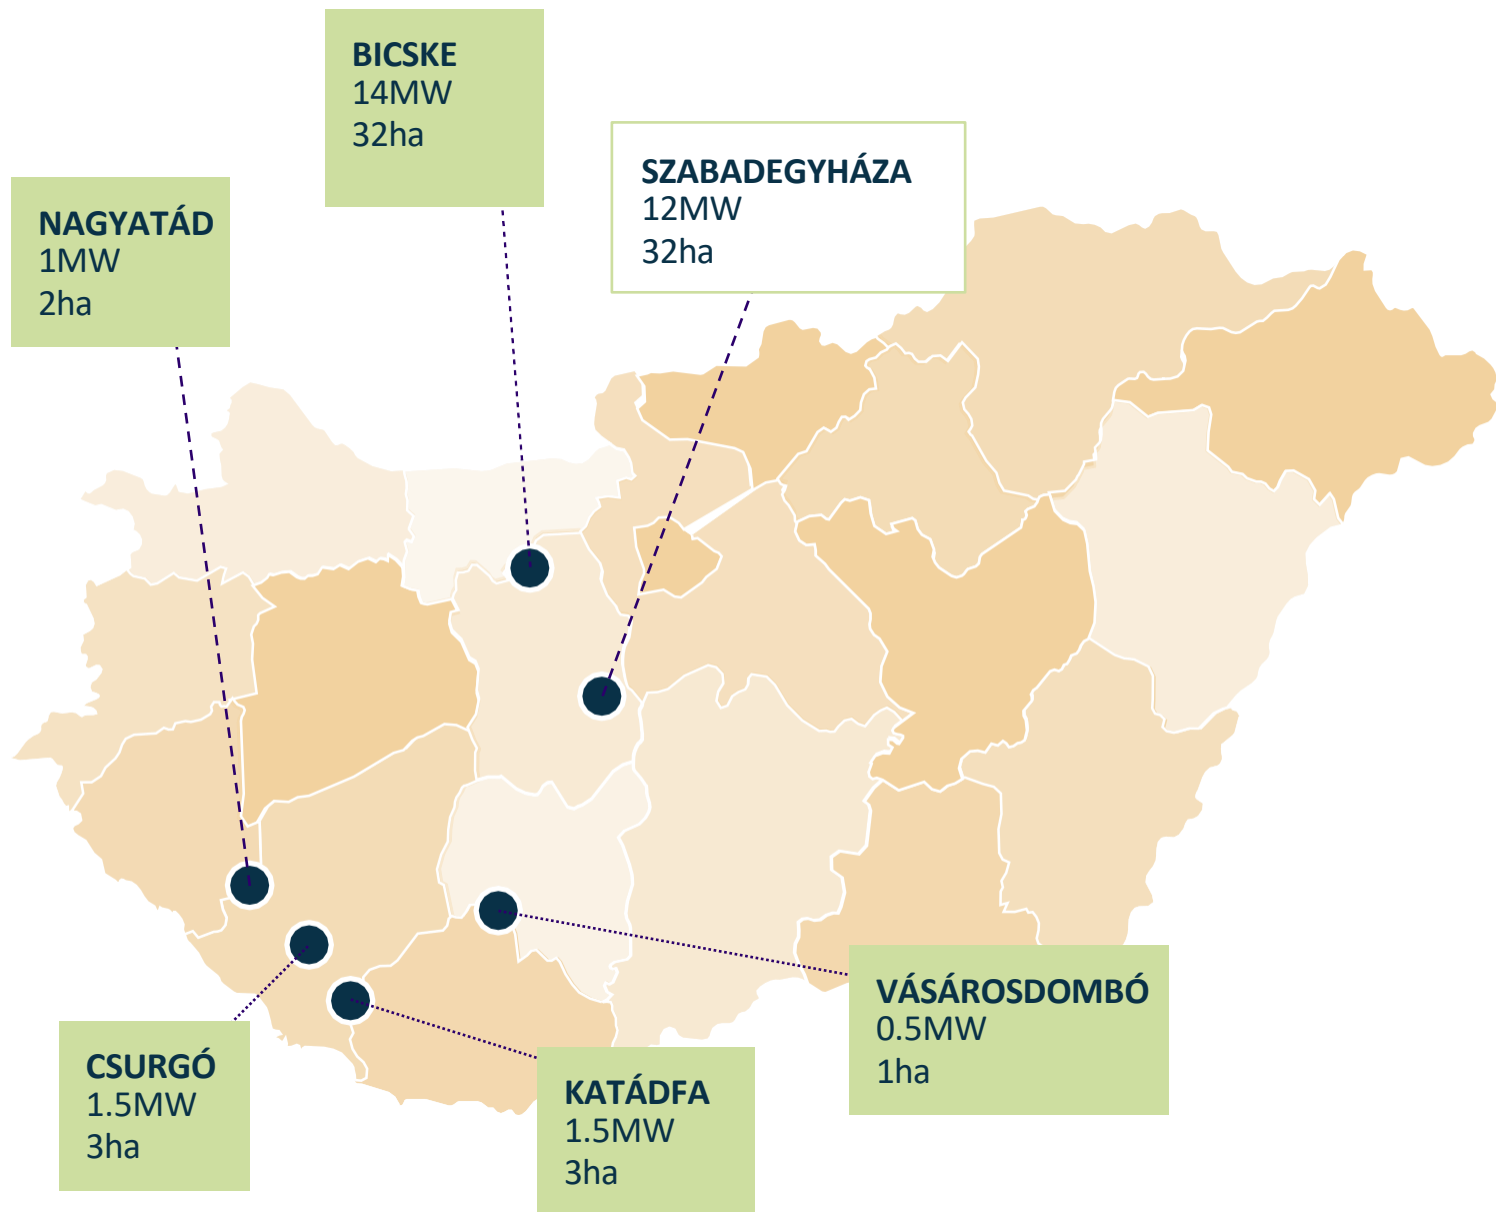 BICSKE
14MW
32ha
SZABADEGYHÁZA
12MW
32ha
NAGYATÁD
1MW
2ha
VÁSÁROSDOMBÓ
0.5MW
1ha
CSURGÓ
1.5MW
3ha
KATÁDFA
1.5MW
3ha